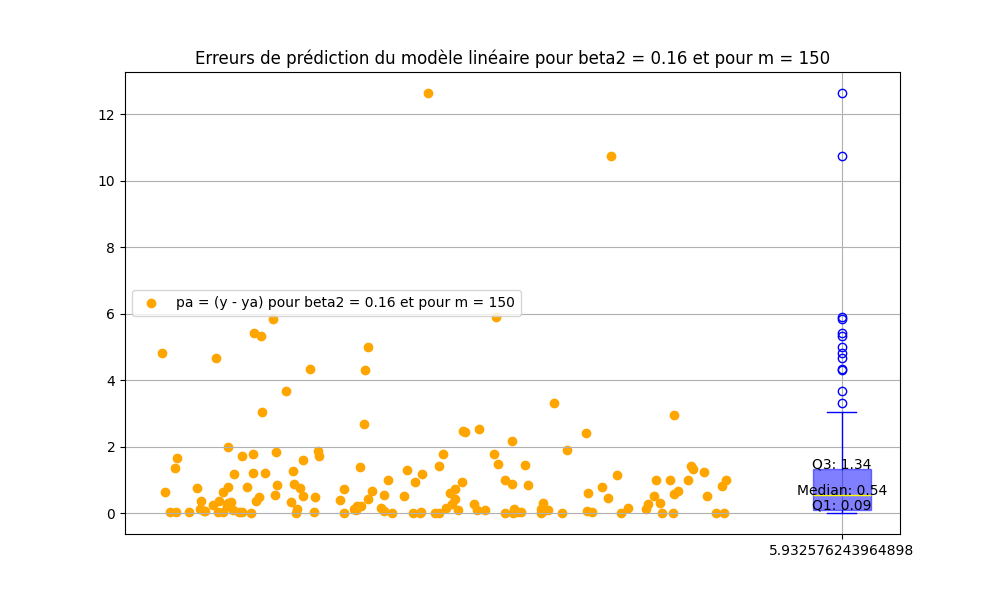 Erreurs de prédiction du modèle linéaire pour beta2 = 0.16 et pour m = 150
12
10
8
6
4
2
0
pa = (y - ya) pour beta2 = 0.16 et pour m = 150
Q3: 1.34
Median: 0.54
Q1: 0.09
5.932576243964898